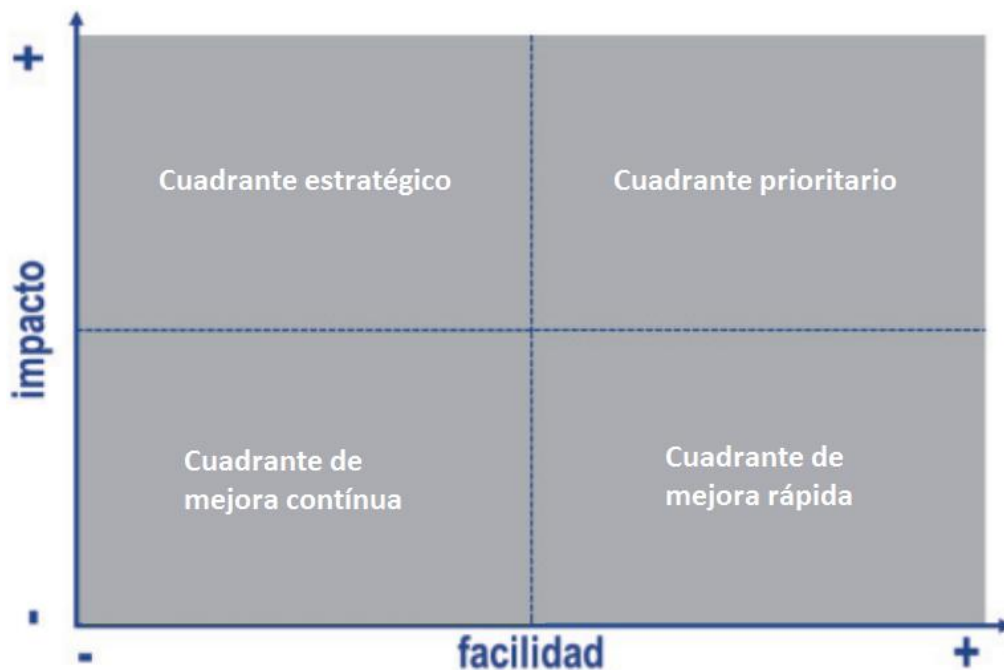 +
Cuadrante estratégico
Cuadrante prioritario
impacto
Cuadrante de
mejora contínua
Cuadrante de
mejora rápida
-
-
facilidad
+